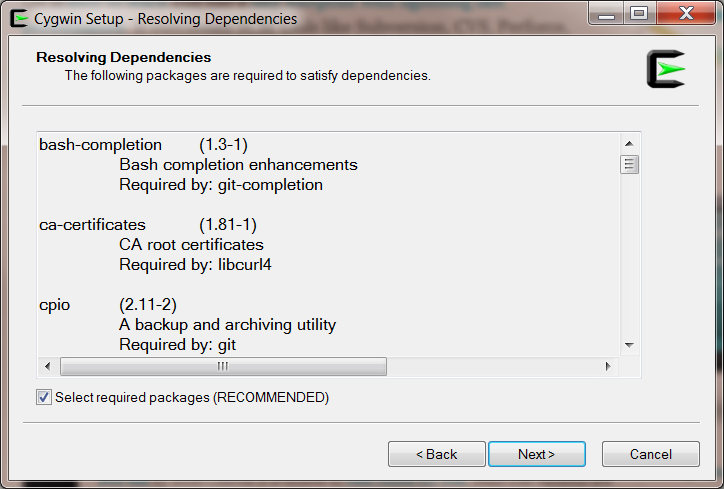 Cygwin Setup - Resolving Dependencies
Resolving Dependencies
The following packages are required to satisfy dependencies.
bash-completion (1.3-1)
Bash completion enhancements
Required by: git-completion
ca-certificates (1.81-1)
CA root certificates
Required by: libcurl4
cpio (2.11-2)
A backup and archiving utility
Required by: git
Select required packages (RECOMMENDED)
< Back Next > Cancel